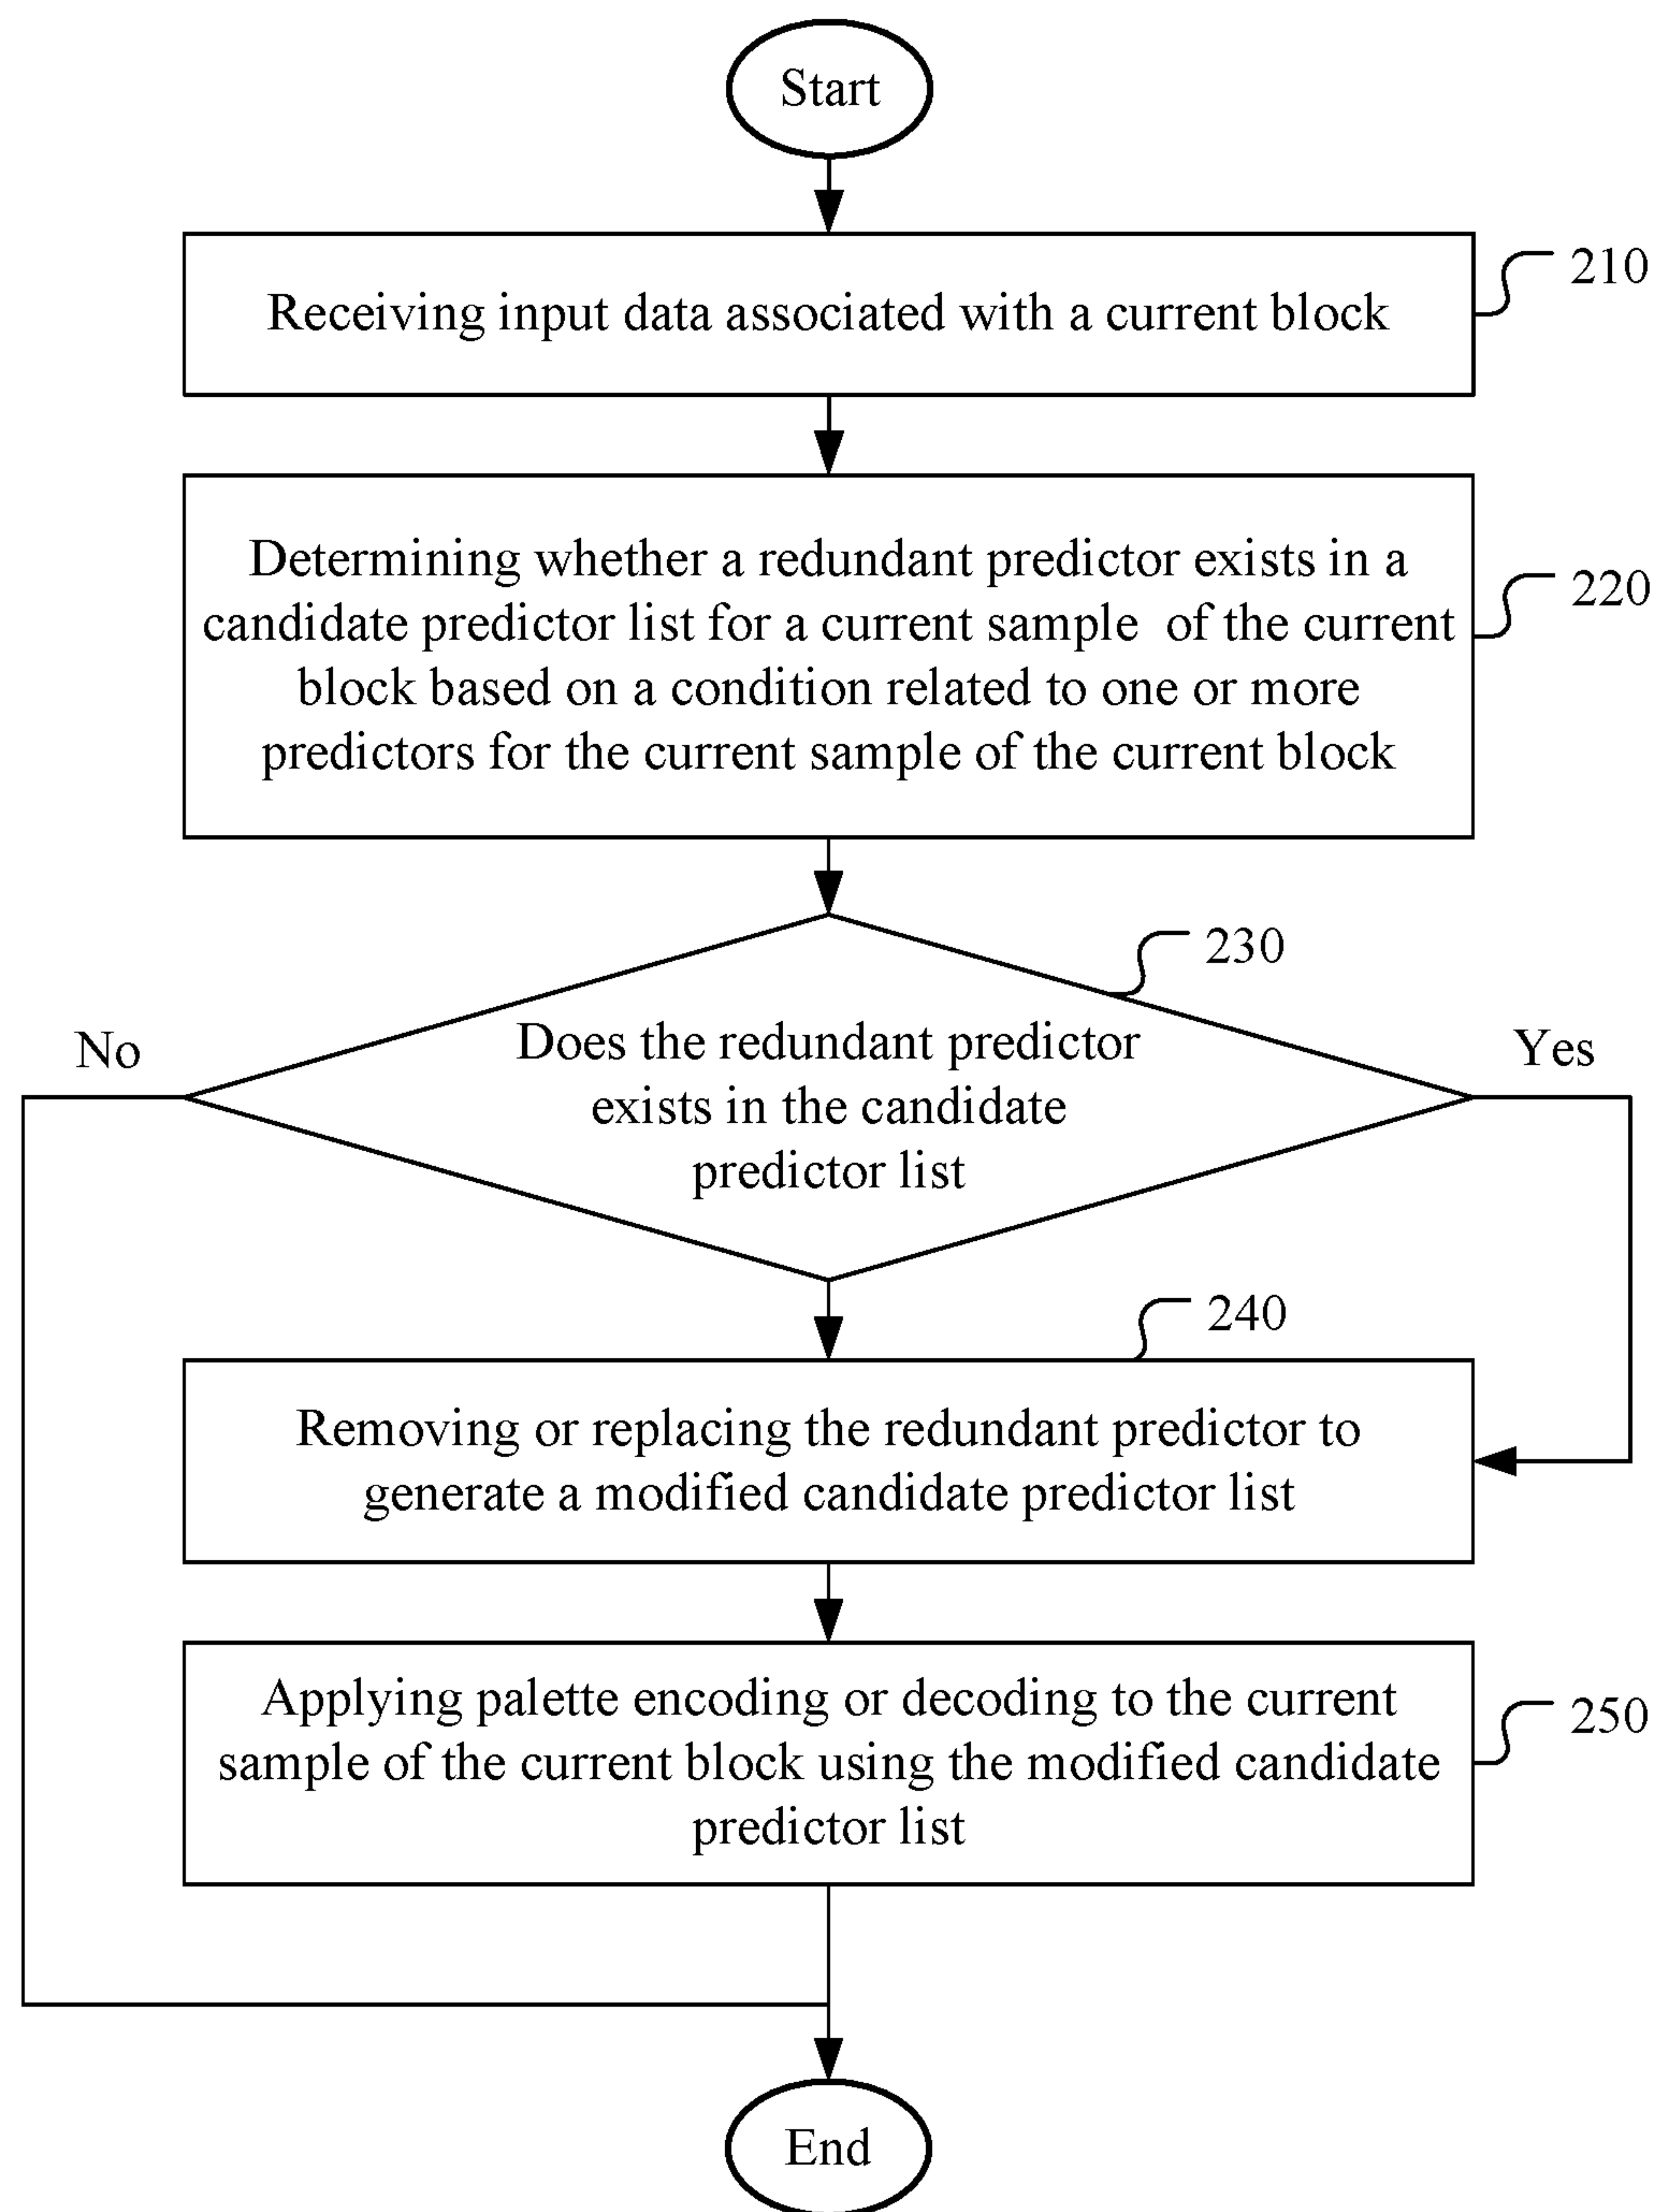 Start
Receiving input data associated with a current block
210
Determining whether a redundant predictor exists in a
candidate predictor list for a current sample of the current
block based on a condition related to one or more
predictors for the current sample of the current block
220
230
No
Yes
Does the redundant predictor
exists in the candidate
predictor list
240
Removing or replacing the redundant predictor to
generate a modified candidate predictor list
Applying palette encoding or decoding to the current
sample of the current block using the modified candidate
predictor list
250
End